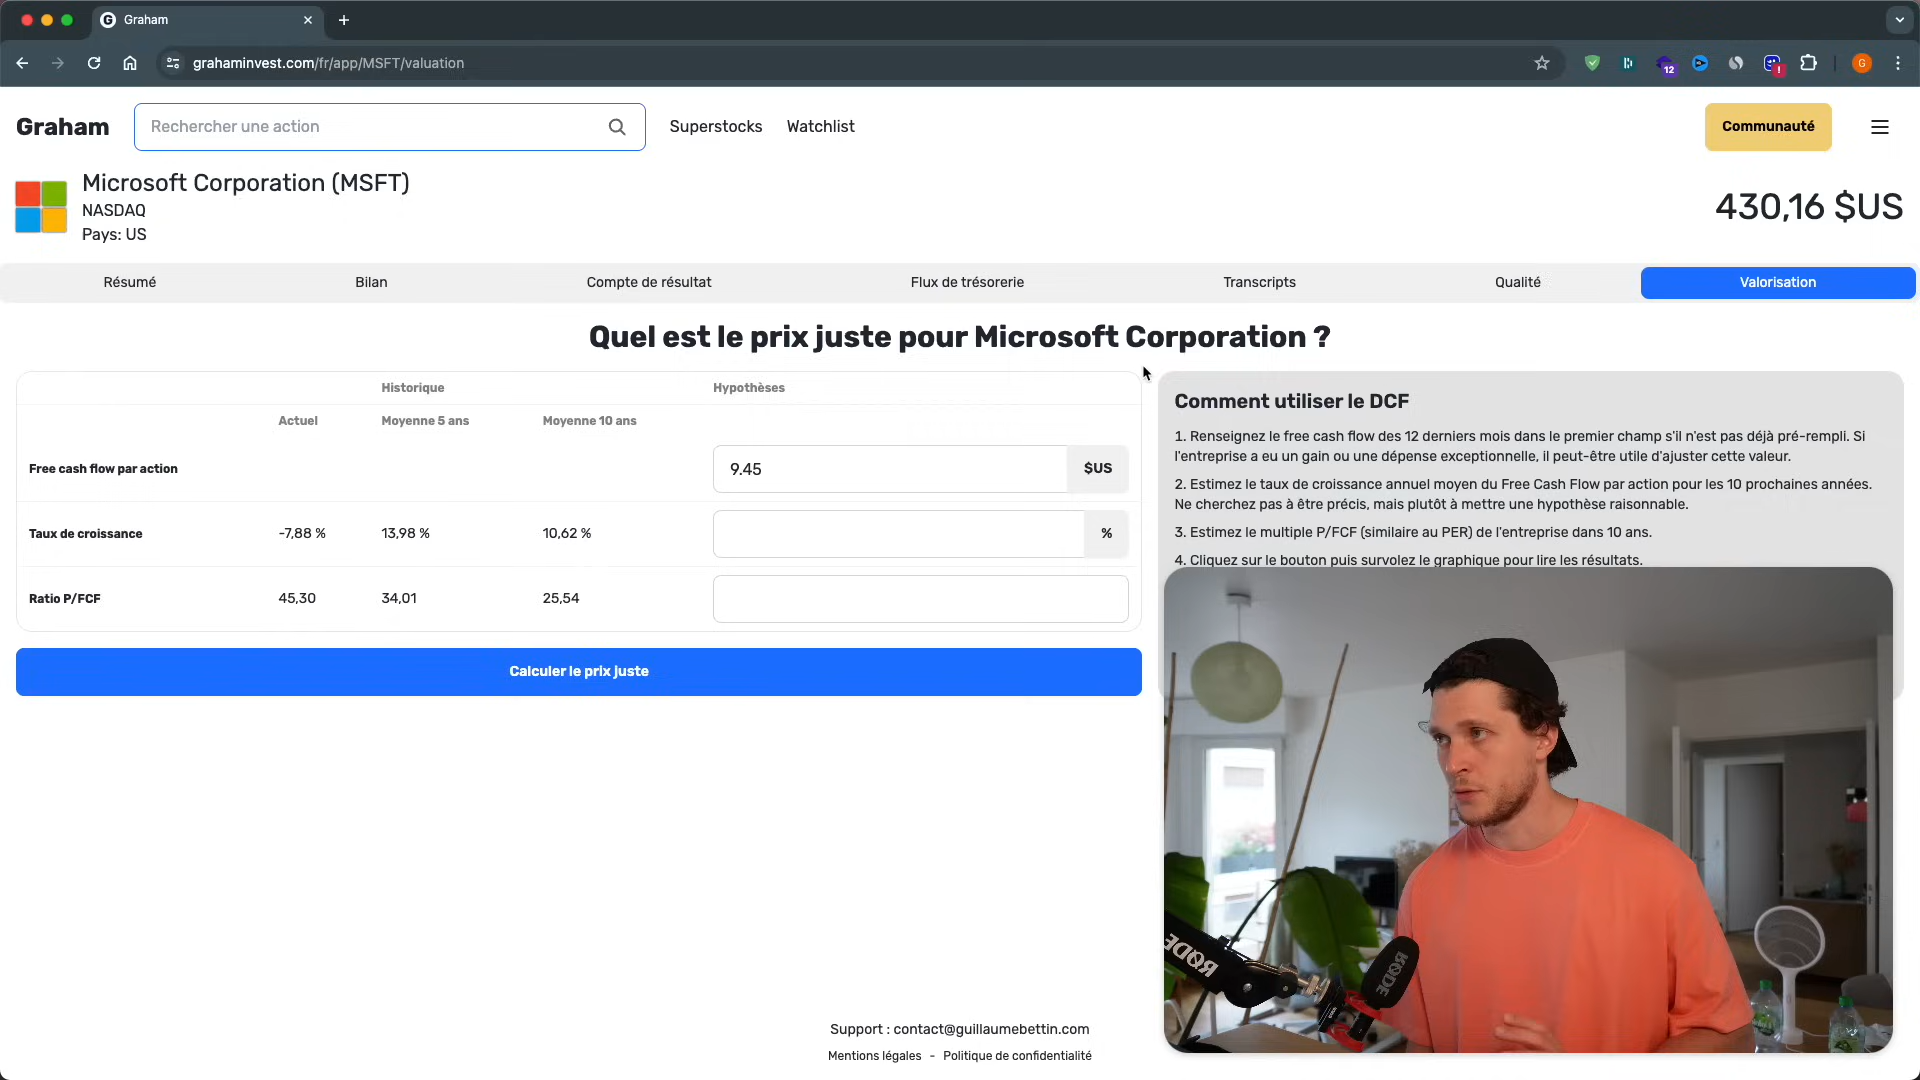 Graham
grahaminvest.com/fr/app/MSFT/valuation
12
G
Graham
Rechercher une action
Superstocks
Watchlist
Communauté
Microsoft Corporation (MSFT)
NASDAQ
Pays: US
430,16 $US
Résumé
Bilan
Compte de résultat
Flux de trésorerie
Transcripts
Qualité
Valorisation
Quel est le prix juste pour Microsoft Corporation ?
Historique
Hypothèses
Actuel
Moyenne 5 ans
Moyenne 10 ans
Free cash flow par action
9.45
$US
Taux de croissance
-7,88 %
13,98 %
10,62 %
%
Ratio P/FCF
45,30
34,01
25,54
Calculer le prix juste
Comment utiliser le DCF
1. Renseignez le free cash flow des 12 derniers mois dans le premier champ s'il n'est pas déjà pré-rempli. Si
l'entreprise a eu un gain ou une dépense exceptionnelle, il peut-être utile d'ajuster cette valeur.
2. Estimez le taux de croissance annuel moyen du Free Cash Flow par action pour les 10 prochaines années.
Ne cherchez pas à être précis, mais plutôt à mettre une hypothèse raisonnable.
3. Estimez le multiple P/FCF (similaire au PER) de l'entreprise dans 10 ans.
4. Cliquez sur le bouton puis survolez le graphique pour lire les résultats.
RØDE
RØDE
Support : contact@guillaumebettin.com
Mentions légales - Politique de confidentialité